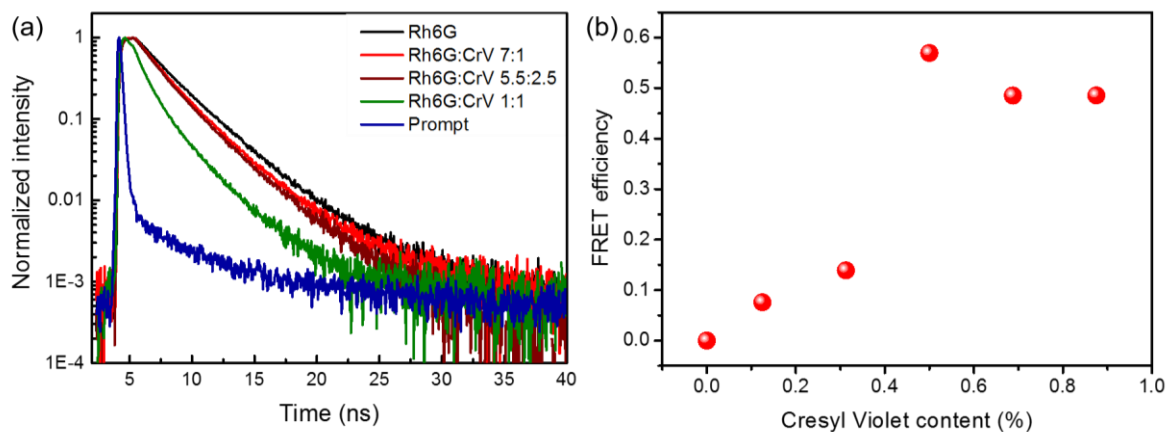 (a)
Normalized intensity
1
0.1
0.01
1E-3
1E-4
Rh6G
Rh6G:CrV 7:1
Rh6G:CrV 5.5:2.5
Rh6G:CrV 1:1
Prompt
5 10 15 20 25 30 35 40
Time (ns)
(b)
FRET efficiency
0.6
0.5
0.4
0.3
0.2
0.1
0.0
0.0 0.2 0.4 0.6 0.8 1.0
Cresyl Violet content (%)